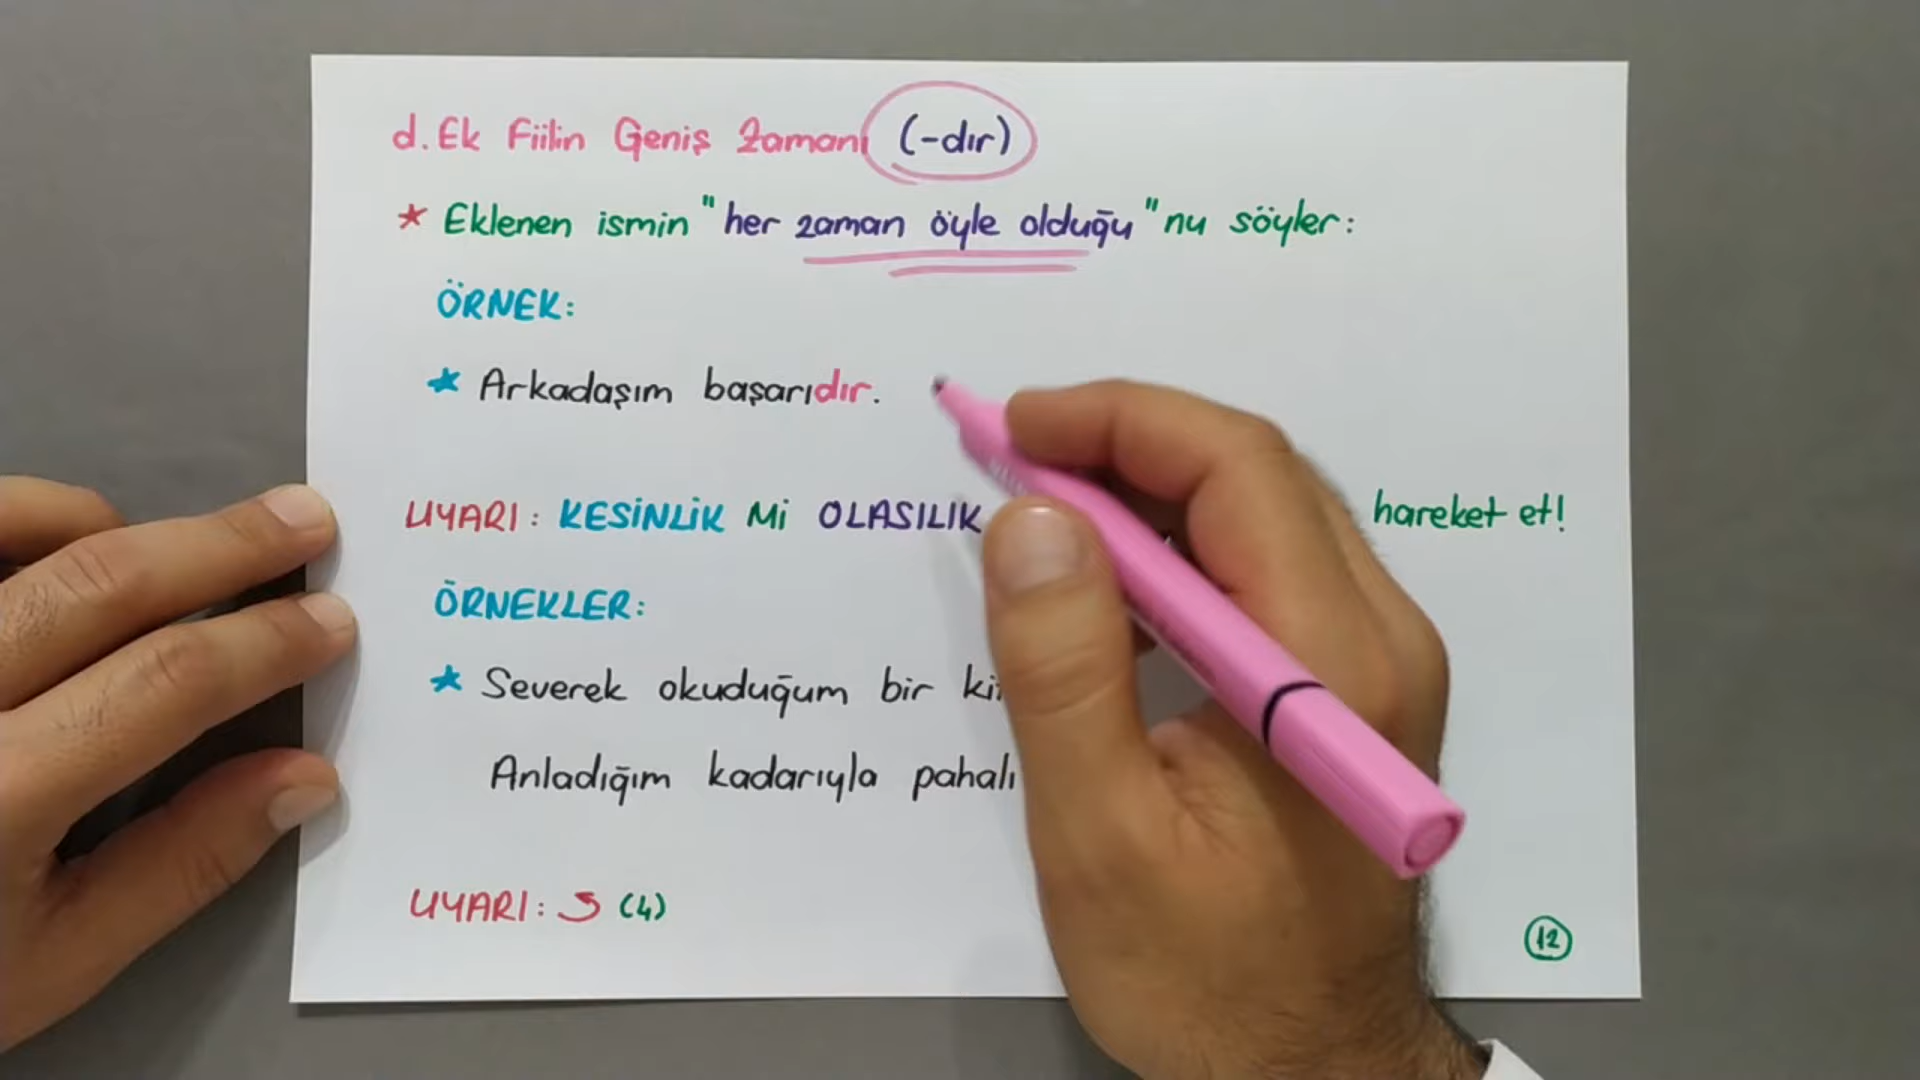 d. Ek Fiilin Geniş Zamanı (-dır)
* Eklenen ismin "her zaman öyle olduğu"nu söyler:
ÖRNEK:
* Arkadaşım başarıdır.
UYARI: KESİNLİK Mİ OLASILIK hareket et!
ÖRNEKLER:
* Severek okuduğum bir
Anladığım kadarıyla pahalı
UYARI: (4)
12